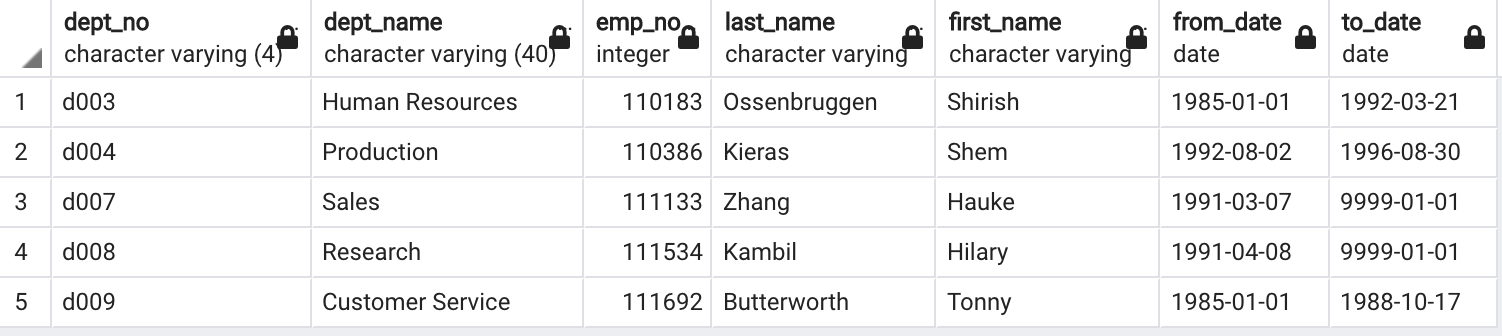 dept_no dept_name emp_no last_name first_name from_date to_date
character varying (4) character varying (40) integer character varying character varying date date
1 d003 Human Resources 110183 Ossenbruggen Shirish 1985-01-01 1992-03-21
2 d004 Production 110386 Kieras Shem 1992-08-02 1996-08-30
3 d007 Sales 111133 Zhang Hauke 1991-03-07 9999-01-01
4 d008 Research 111534 Kambil Hilary 1991-04-08 9999-01-01
5 d009 Customer Service 111692 Butterworth Tonny 1985-01-01 1988-10-17